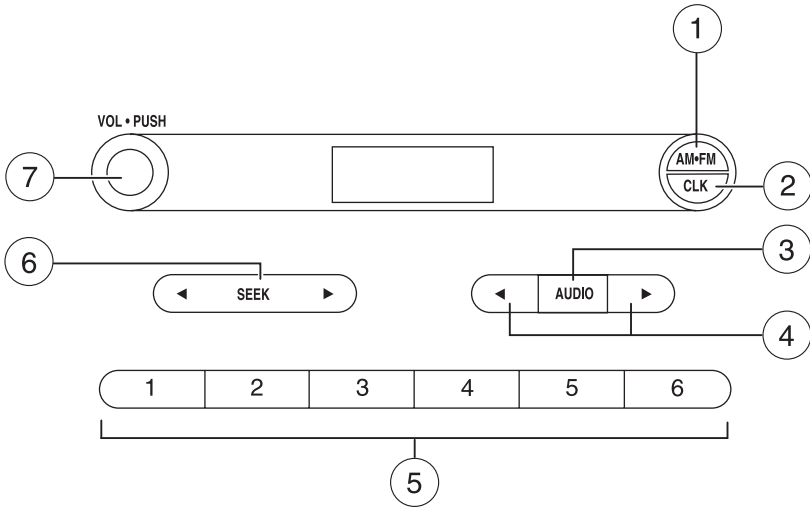 1
VOL • PUSH
AM•FM
7
CLK
2
3
6
◄ SEEK ►
◄ AUDIO ►
4
1 2 3 4 5 6
5